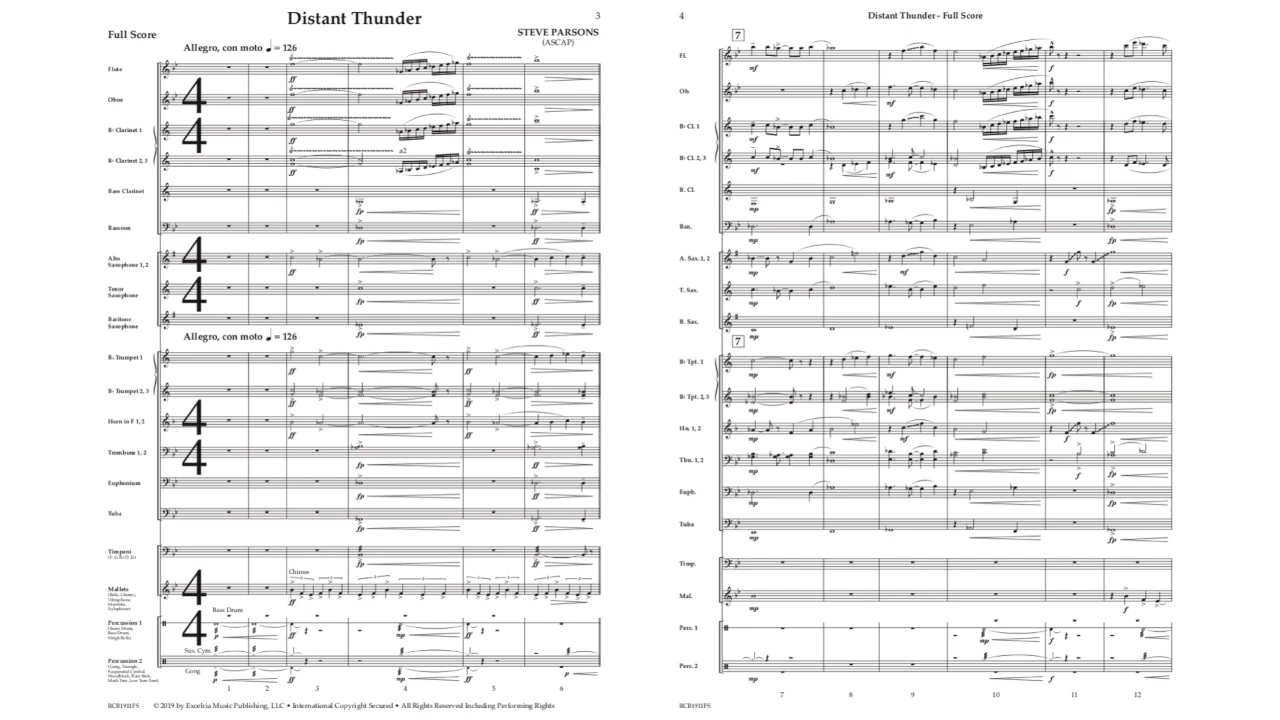 Distant Thunder
3
Full Score
STEVE PARSONS
(ASCAP)
Allegro, con moto ♩ = 126
Flute
Oboe
B♭ Clarinet 1
B♭ Clarinet 2, 3
a2
Bass Clarinet
Bassoon
Alto
Saxophone 1, 2
Tenor
Saxophone
Baritone
Saxophone
Allegro, con moto ♩ = 126
B♭ Trumpet 1
B♭ Trumpet 2, 3
Horn in F 1, 2
Trombone 1, 2
Euphonium
Tuba
Timpani
Chimes
Mallets
Bass Drum
Percussion 1
Sus. Cym.
Percussion 2
Gong
1 2 3 4 5 6
RCB1911FS © 2019 by Excelcia Music Publishing, LLC • International Copyright Secured • All Rights Reserved Including Performing Rights
4
Distant Thunder - Full Score
7
Fl.
Ob.
B♭ Cl. 1
B♭ Cl. 2, 3
B. Cl.
Bsn.
A. Sax. 1, 2
T. Sax.
B. Sax.
7
B♭ Tpt. 1
B♭ Tpt. 2, 3
Hn. 1, 2
Tbn. 1, 2
Euph.
Tuba
Timp.
Mal.
Perc. 1
Perc. 2
7 8 9 10 11 12
RCB1911FS